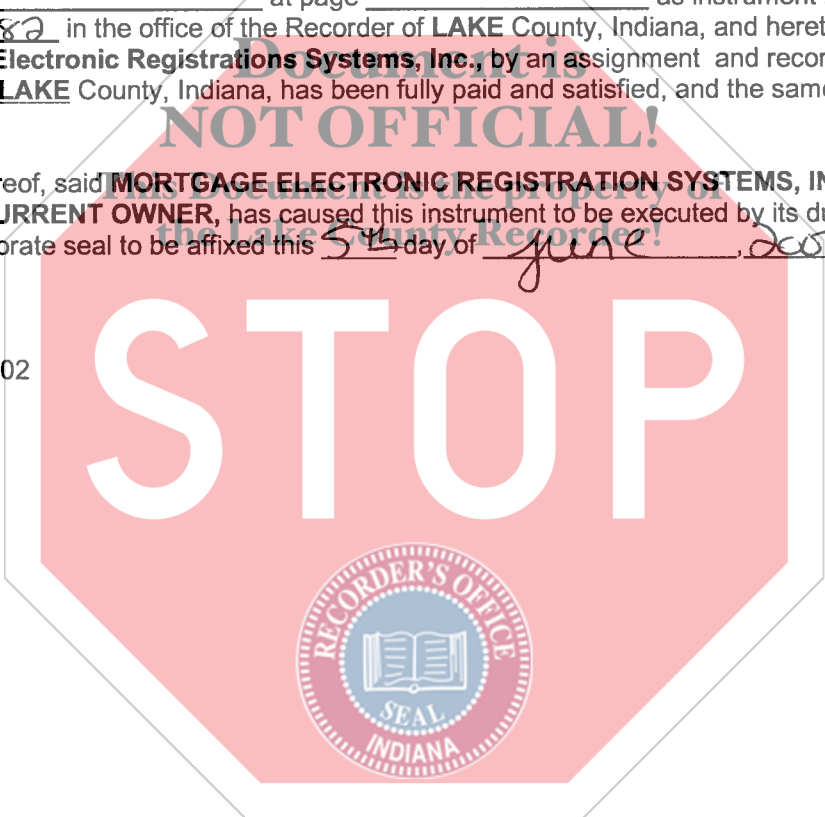 at page as instrument
82 in the office of the Recorder of LAKE County, Indiana, and heret
Electronic Registrations Systems, Inc., by an assignment and recor
LAKE County, Indiana, has been fully paid and satisfied, and the same
Document is
NOT OFFICIAL!
This Document is the property of
the Lake County Recorder!
reof, said MORTGAGE ELECTRONIC REGISTRATION SYSTEMS, IN
URRENT OWNER, has caused this instrument to be executed by its du
orate seal to be affixed this 5th day of June, 200
02
STOP
RECORDER'S OFFICE
SEAL
INDIANA